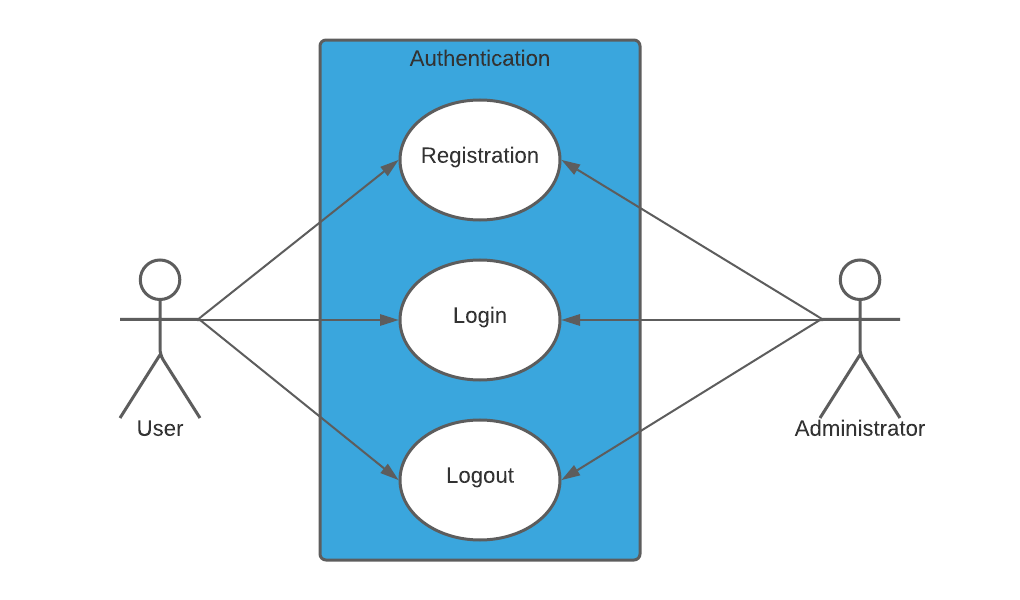 Authentication
Registration
Login
Logout
User
Administrator